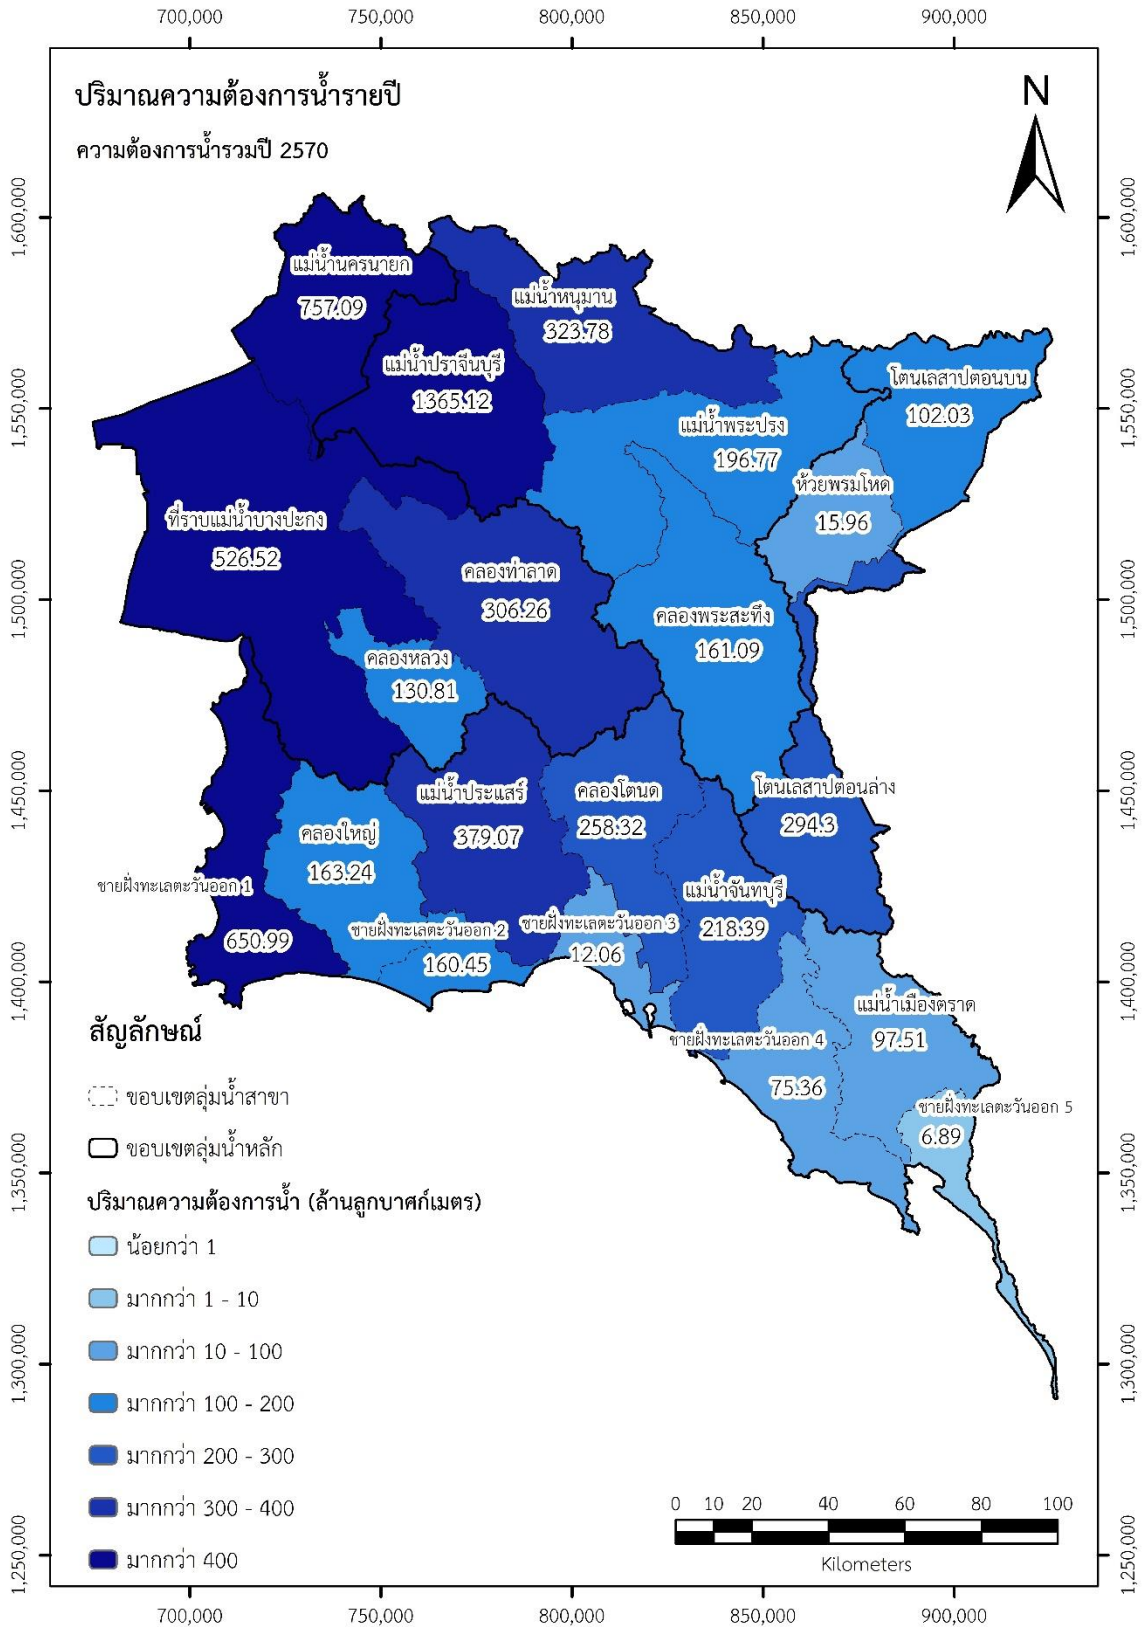 700,000 750,000 800,000 850,000 900,000
ปริมาณความต้องการน้ำรายปี
N
ความต้องการน้ำรวมปี 2570
1,600,000 1,600,000
แม่น้ำนครนายก
757.09
แม่น้ำหนุมาน
323.78
แม่น้ำปราจีนบุรี
1365.12
โตนเลสาปตอนบน
102.03
1,550,000 1,550,000
แม่น้ำพระปรง
196.77
ห้วยพรมโหด
15.96
ที่ราบแม่น้ำบางปะกง
526.52
คลองท่าลาด
306.26
1,500,000 1,500,000
คลองพระสะทึง
161.09
คลองหลวง
130.81
1,450,000 1,450,000
แม่น้ำประแสร์
379.07
คลองโตนด
258.32
โตนเลสาปตอนล่าง
294.3
คลองใหญ่
163.24
ชายฝั่งทะเลตะวันออก 1
650.99
แม่น้ำจันทบุรี
218.39
ชายฝั่งทะเลตะวันออก 2
160.45
ชายฝั่งทะเลตะวันออก 3
12.06
1,400,000 1,400,000
แม่น้ำเมืองตราด
97.51
ชายฝั่งทะเลตะวันออก 4
75.36
ชายฝั่งทะเลตะวันออก 5
6.89
สัญลักษณ์
ขอบเขตลุ่มน้ำสาขา
ขอบเขตลุ่มน้ำหลัก
1,350,000 1,350,000
ปริมาณความต้องการน้ำ (ล้านลูกบาศก์เมตร)
น้อยกว่า 1
มากกว่า 1 - 10
มากกว่า 10 - 100
1,300,000 1,300,000
มากกว่า 100 - 200
มากกว่า 200 - 300
มากกว่า 300 - 400
มากกว่า 400
0 10 20 40 60 80 100
Kilometers
1,250,000 1,250,000
700,000 750,000 800,000 850,000 900,000